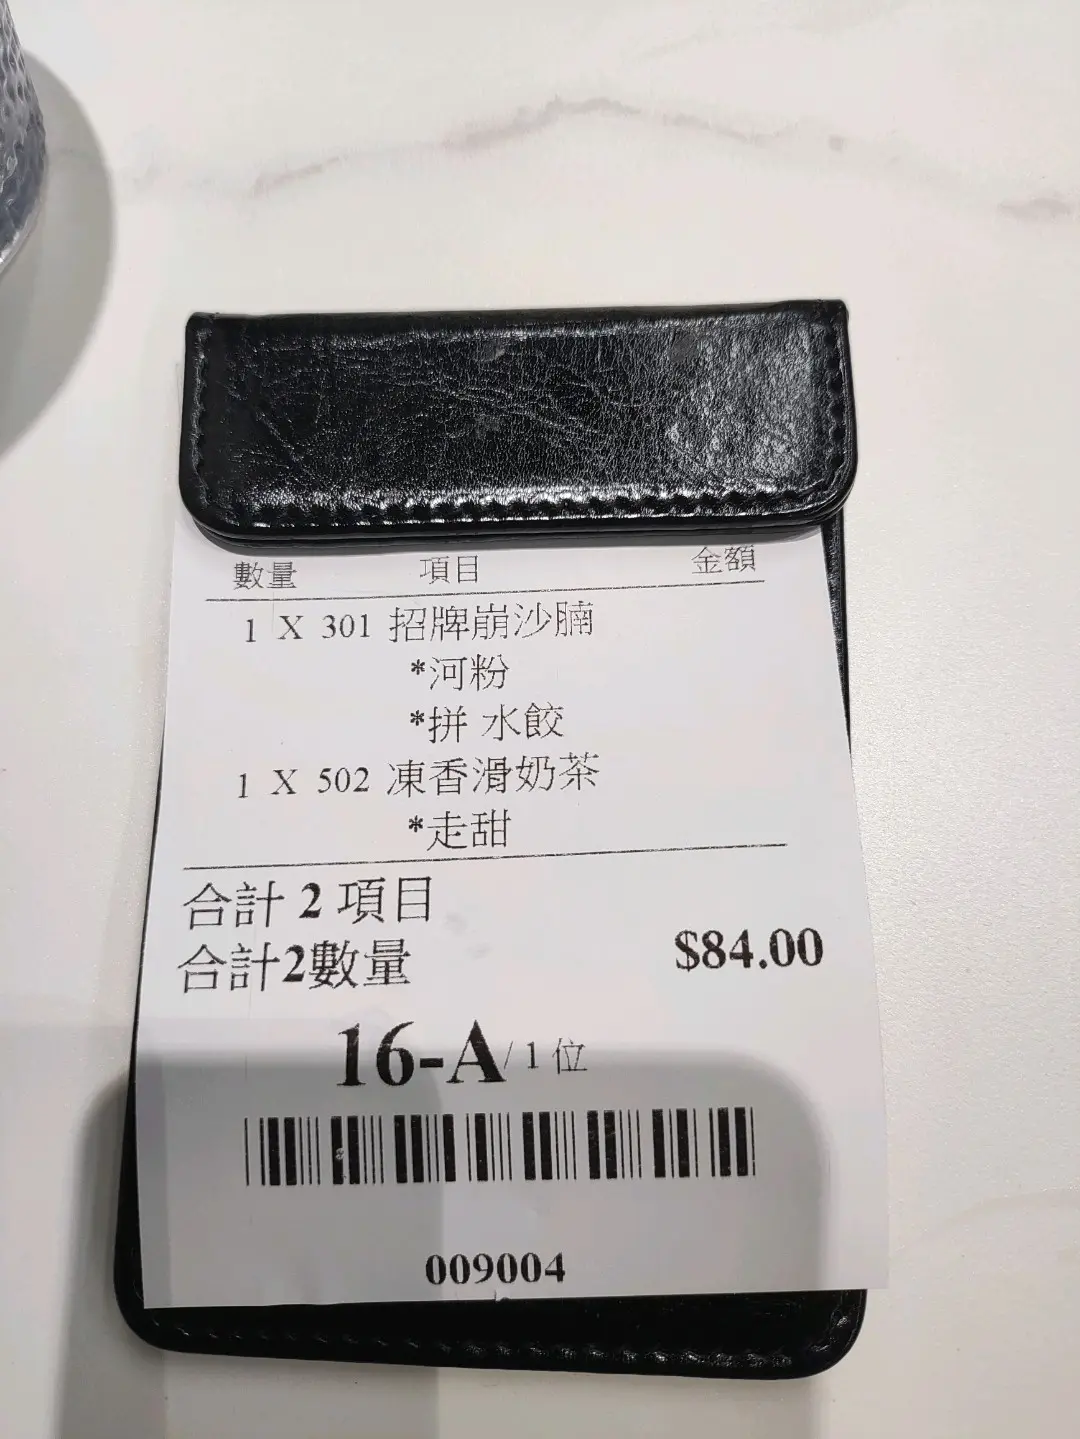 數量 項目 金額
1 X 301 招牌崩沙腩
*河粉
*拼 水餃
1 X 502 凍香滑奶茶
*走甜
合計 2 項目
合計2數量 $84.00
16-A/1 位
009004